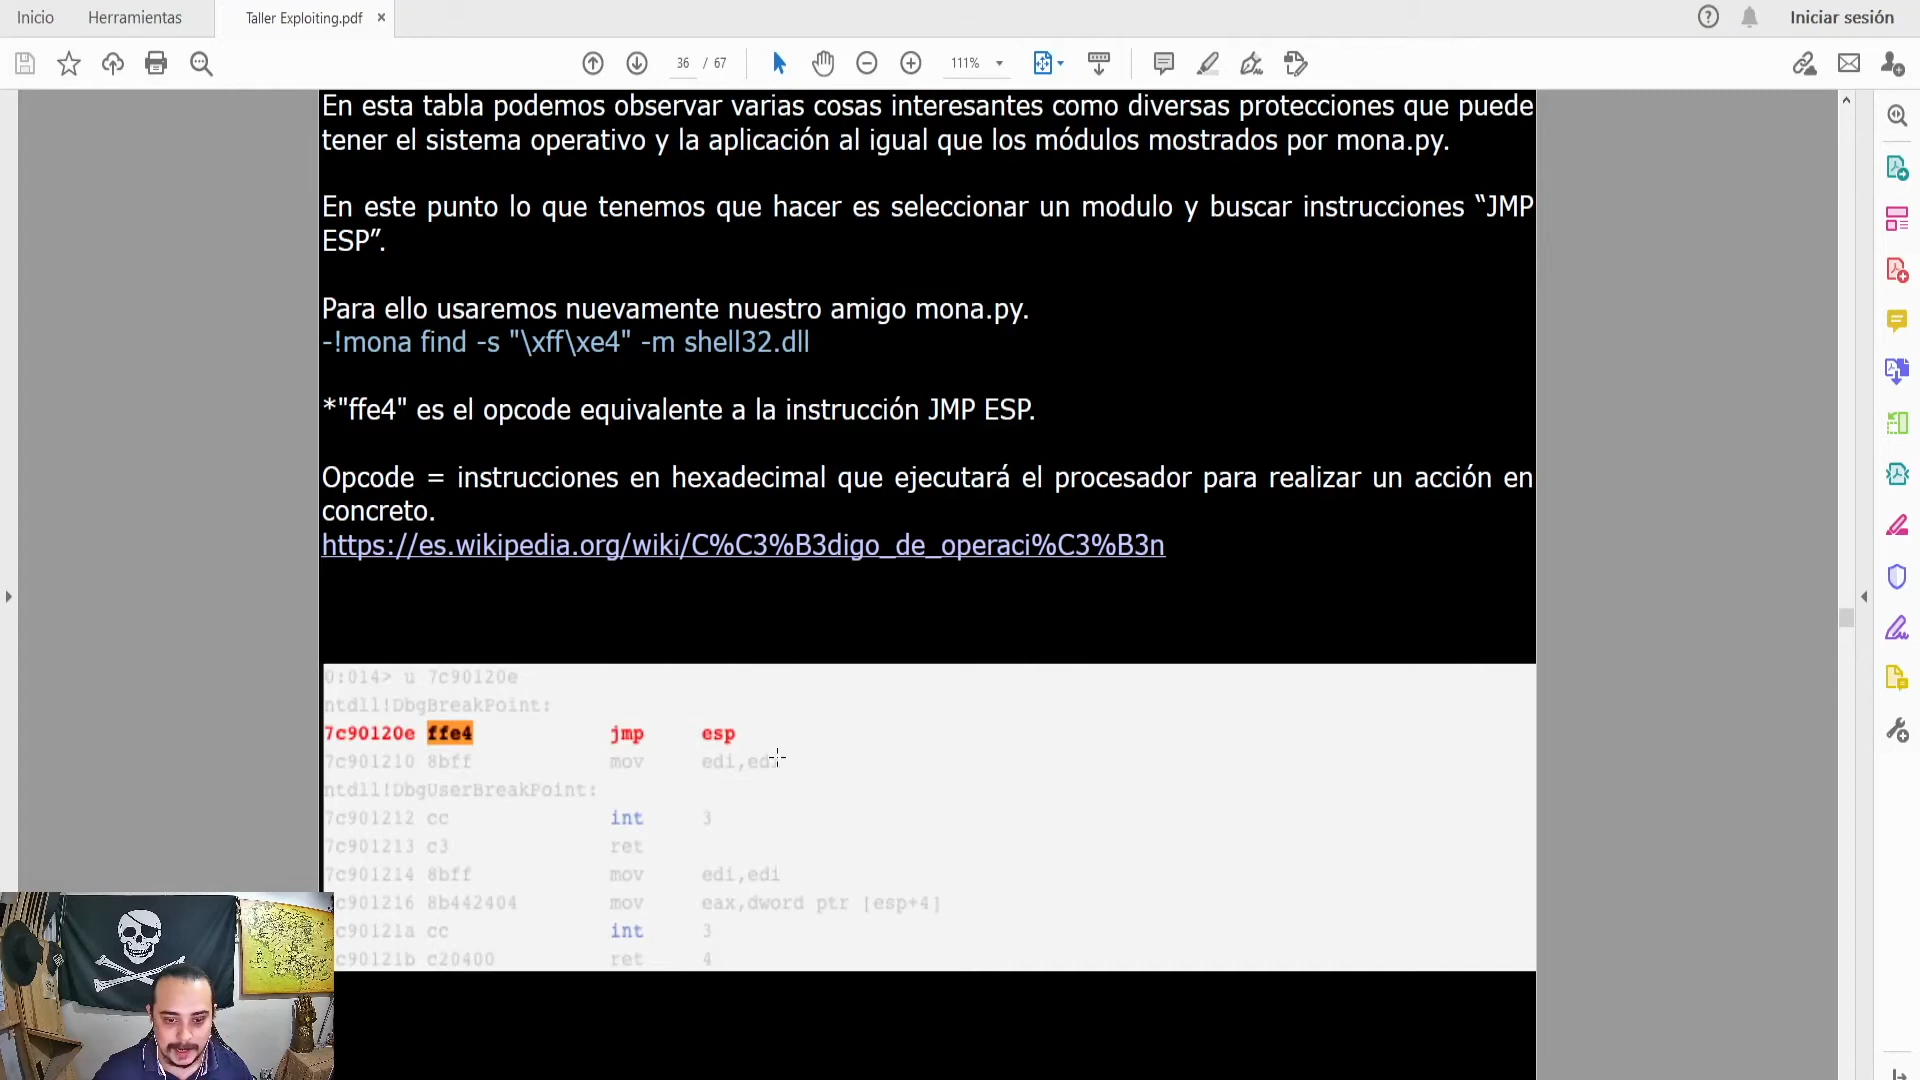 Inicio
Herramientas
Taller Exploiting.pdf
Iniciar sesión
36 / 67
111%
En esta tabla podemos observar varias cosas interesantes como diversas protecciones que puede
tener el sistema operativo y la aplicación al igual que los módulos mostrados por mona.py.
En este punto lo que tenemos que hacer es seleccionar un modulo y buscar instrucciones “JMP
ESP”.
Para ello usaremos nuevamente nuestro amigo mona.py.
-!mona find -s "\xff\xe4" -m shell32.dll
*"ffe4" es el opcode equivalente a la instrucción JMP ESP.
Opcode = instrucciones en hexadecimal que ejecutará el procesador para realizar un acción en
concreto.
https://es.wikipedia.org/wiki/C%C3%B3digo_de_operaci%C3%B3n
0:014> u 7c90120e
ntdll!DbgBreakPoint:
7c90120e ffe4 jmp esp
7c901210 8bff mov edi,edi
ntdll!DbgUserBreakPoint:
7c901212 cc int 3
7c901213 c3 ret
7c901214 8bff mov edi,edi
7c901216 8b442404 mov eax,dword ptr [esp+4]
c90121a cc int 3
c90121b c20400 ret 4